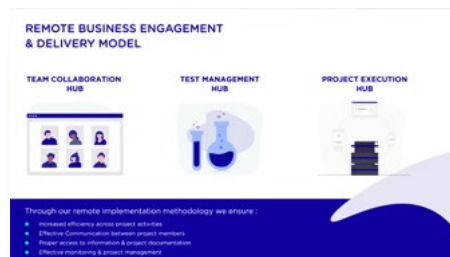 REMOTE BUSINESS ENGAGEMENT
& DELIVERY MODEL
TEAM COLLABORATION
HUB
TEST MANAGEMENT
HUB
PROJECT EXECUTION
HUB
Through our remote implementation methodology we ensure :
Increased efficiency across project activities
Effective Communication between project members
Proper access to information & project documentation
Effective monitoring & project management